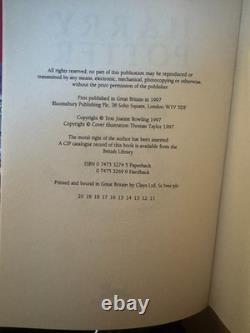 All rights reserved; no part of this publication may be reproduced or
transmitted by any means, electronic, mechanical, photocopying or otherwise,
without the prior permission of the publisher
First published in Great Britain in 1997
Bloomsbury Publishing Plc, 38 Soho Square, London W1V 5DF
Copyright © Text Joanne Rowling 1997
Copyright © Cover illustration Thomas Taylor 1997
The moral right of the author has been asserted
A CIP catalogue record of this book is available from the
British Library
ISBN 0 7475 3274 5 Paperback
0 7475 3269 9 Hardback
Printed and bound in Great Britain by Clays Ltd, St Ives plc
20 19 18 17 16 15 14 13 12 11
ebay